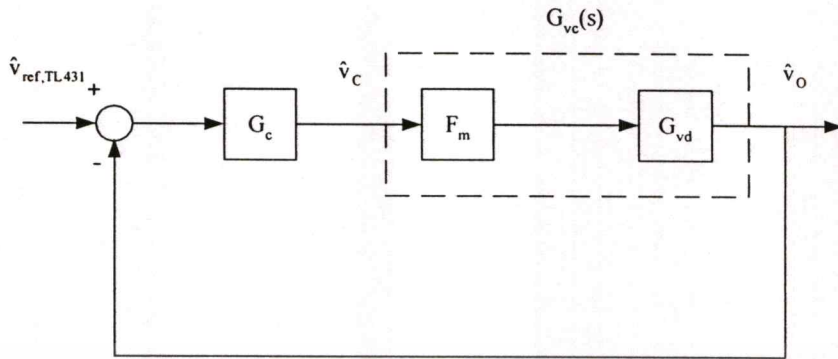 G_vc(s)
v̂_ref,TL431
+
-
G_c
v̂_C
F_m
G_vd
v̂_O